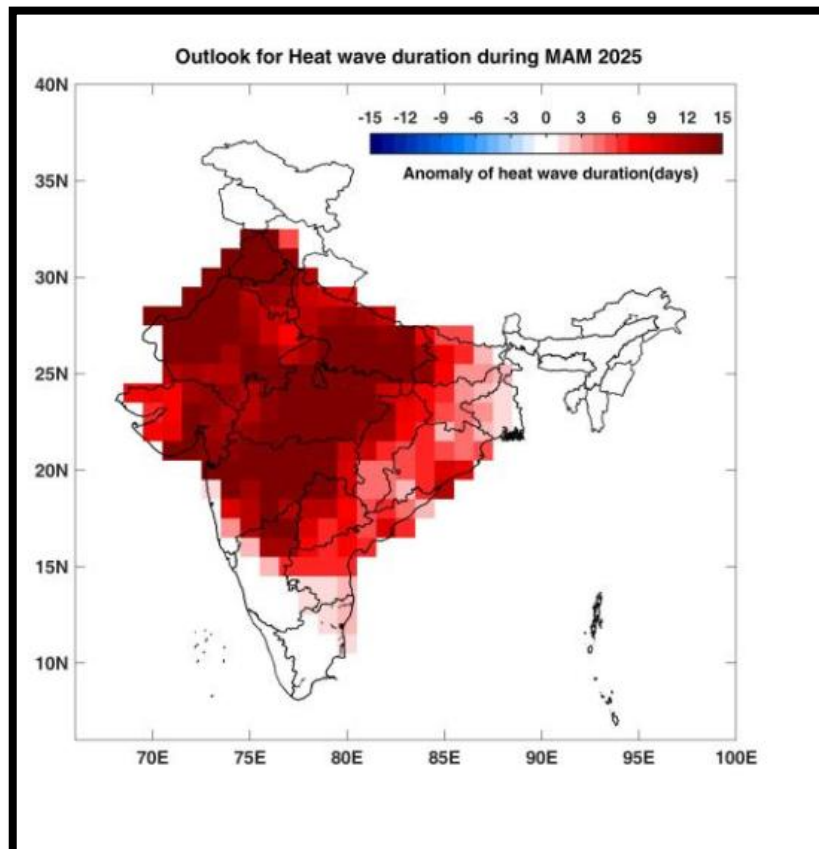 Outlook for Heat wave duration during MAM 2025
40N
-15 -12 -9 -6 -3 0 3 6 9 12 15
Anomaly of heat wave duration(days)
35N
30N
25N
20N
15N
10N
70E 75E 80E 85E 90E 95E 100E